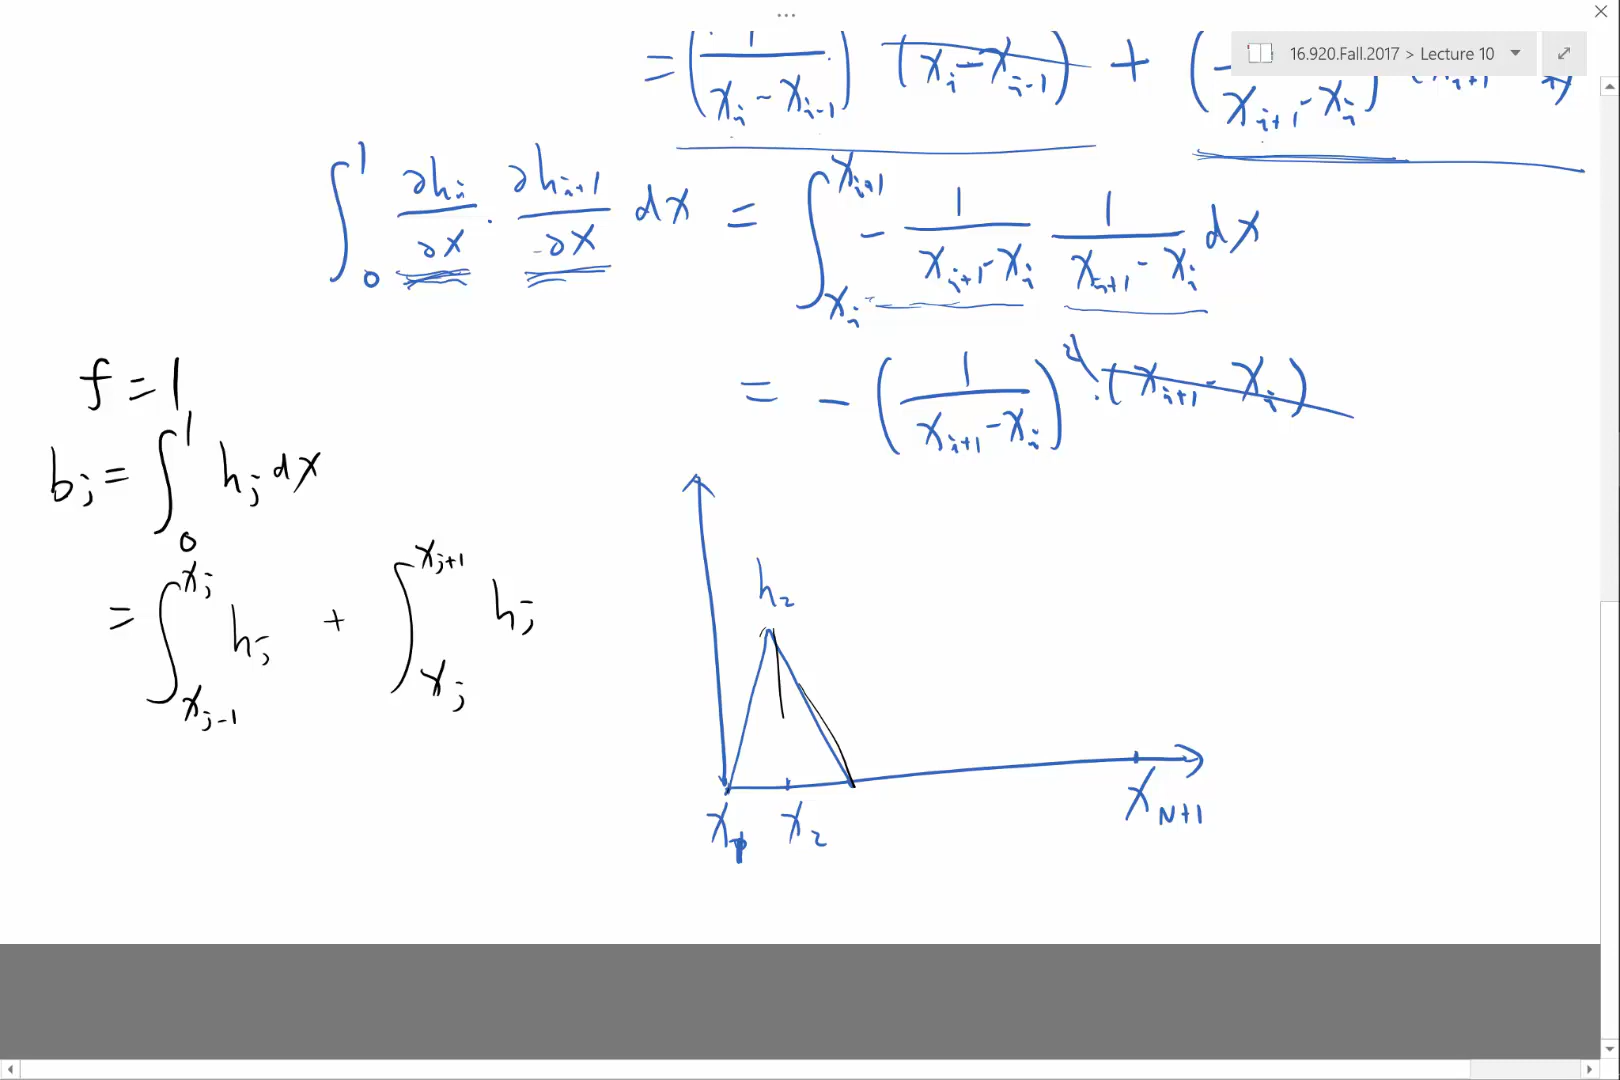 16.920.Fall.2017 > Lecture 10
= (1/(x_i - x_{i-1})) (x_i - x_{i-1}) + (/(x_{i+1} - x_i))
∫_0^1 ∂h_i/∂x · ∂h_{i+1}/∂x dx = ∫_{x_i}^{x_{i+1}} - 1/(x_{i+1} - x_i) 1/(x_{i+1} - x_i) dx
= - (1/(x_{i+1} - x_i))^2 · (x_{i+1} - x_i)
f = 1
b_j = ∫_0^1 h_j dx
= ∫_{x_{j-1}}^{x_j} h_j + ∫_{x_j}^{x_{j+1}} h_j
h_2
x_1 x_2 x_{N+1}